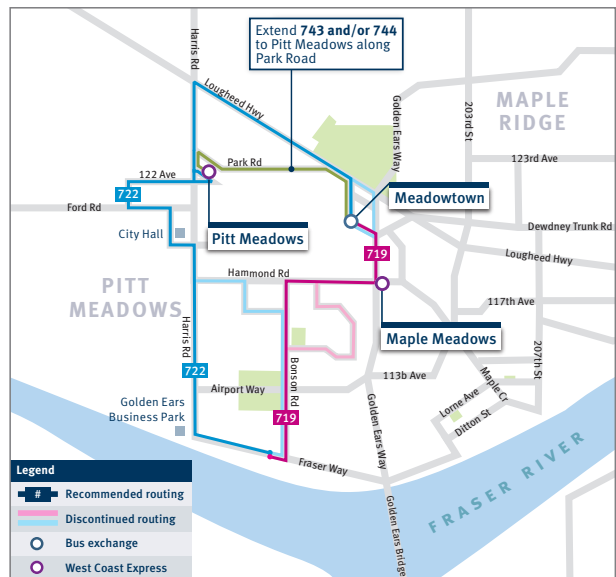 Extend 743 and/or 744
to Pitt Meadows along
Park Road
Harris Rd
Lougheed Hwy
Golden Ears Way
203rd St
MAPLE
RIDGE
Park Rd
123rd Ave
122 Ave
722
Meadowtown
Ford Rd
City Hall
Pitt Meadows
Dewdney Trunk Rd
719
Lougheed Hwy
PITT
MEADOWS
Hammond Rd
117th Ave
Maple Meadows
Harris Rd
722
Bonson Rd
113b Ave
207th St
Maple Cr
Airport Way
Lorne Ave
Golden Ears
Business Park
719
Golden Ears Way
Ditton St
Fraser Way
FRASER RIVER
Golden Ears Bridge
Legend
# Recommended routing
Discontinued routing
Bus exchange
West Coast Express